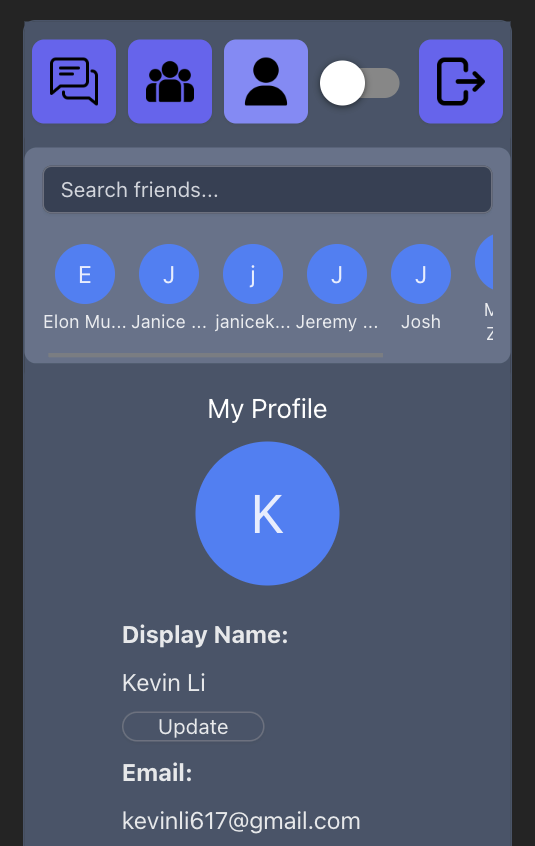 Search friends...
E J j J J
Elon Mu... Janice ... janicek... Jeremy ... Josh
My Profile
K
Display Name:
Kevin Li
Update
Email:
kevinli617@gmail.com